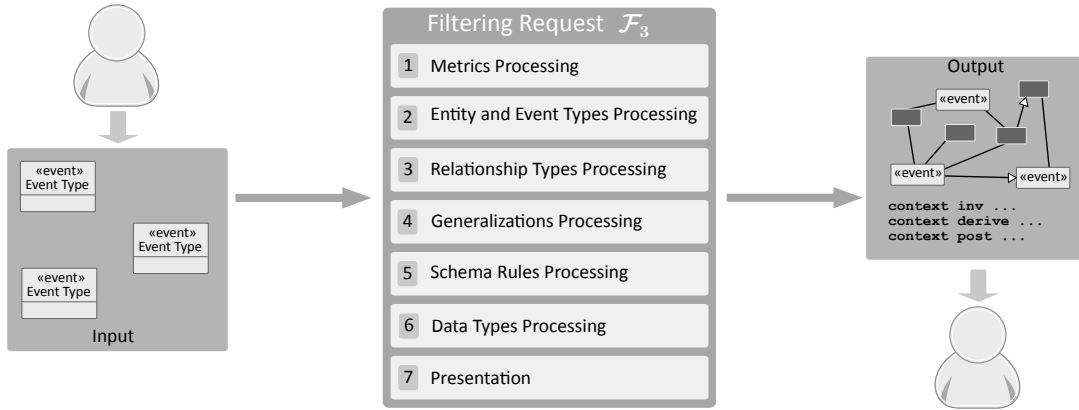 «event»
Event Type
«event»
Event Type
«event»
Event Type
Input
Filtering Request F3
1 Metrics Processing
2 Entity and Event Types Processing
3 Relationship Types Processing
4 Generalizations Processing
5 Schema Rules Processing
6 Data Types Processing
7 Presentation
Output
«event»
«event»
«event»
context inv ...
context derive ...
context post ...